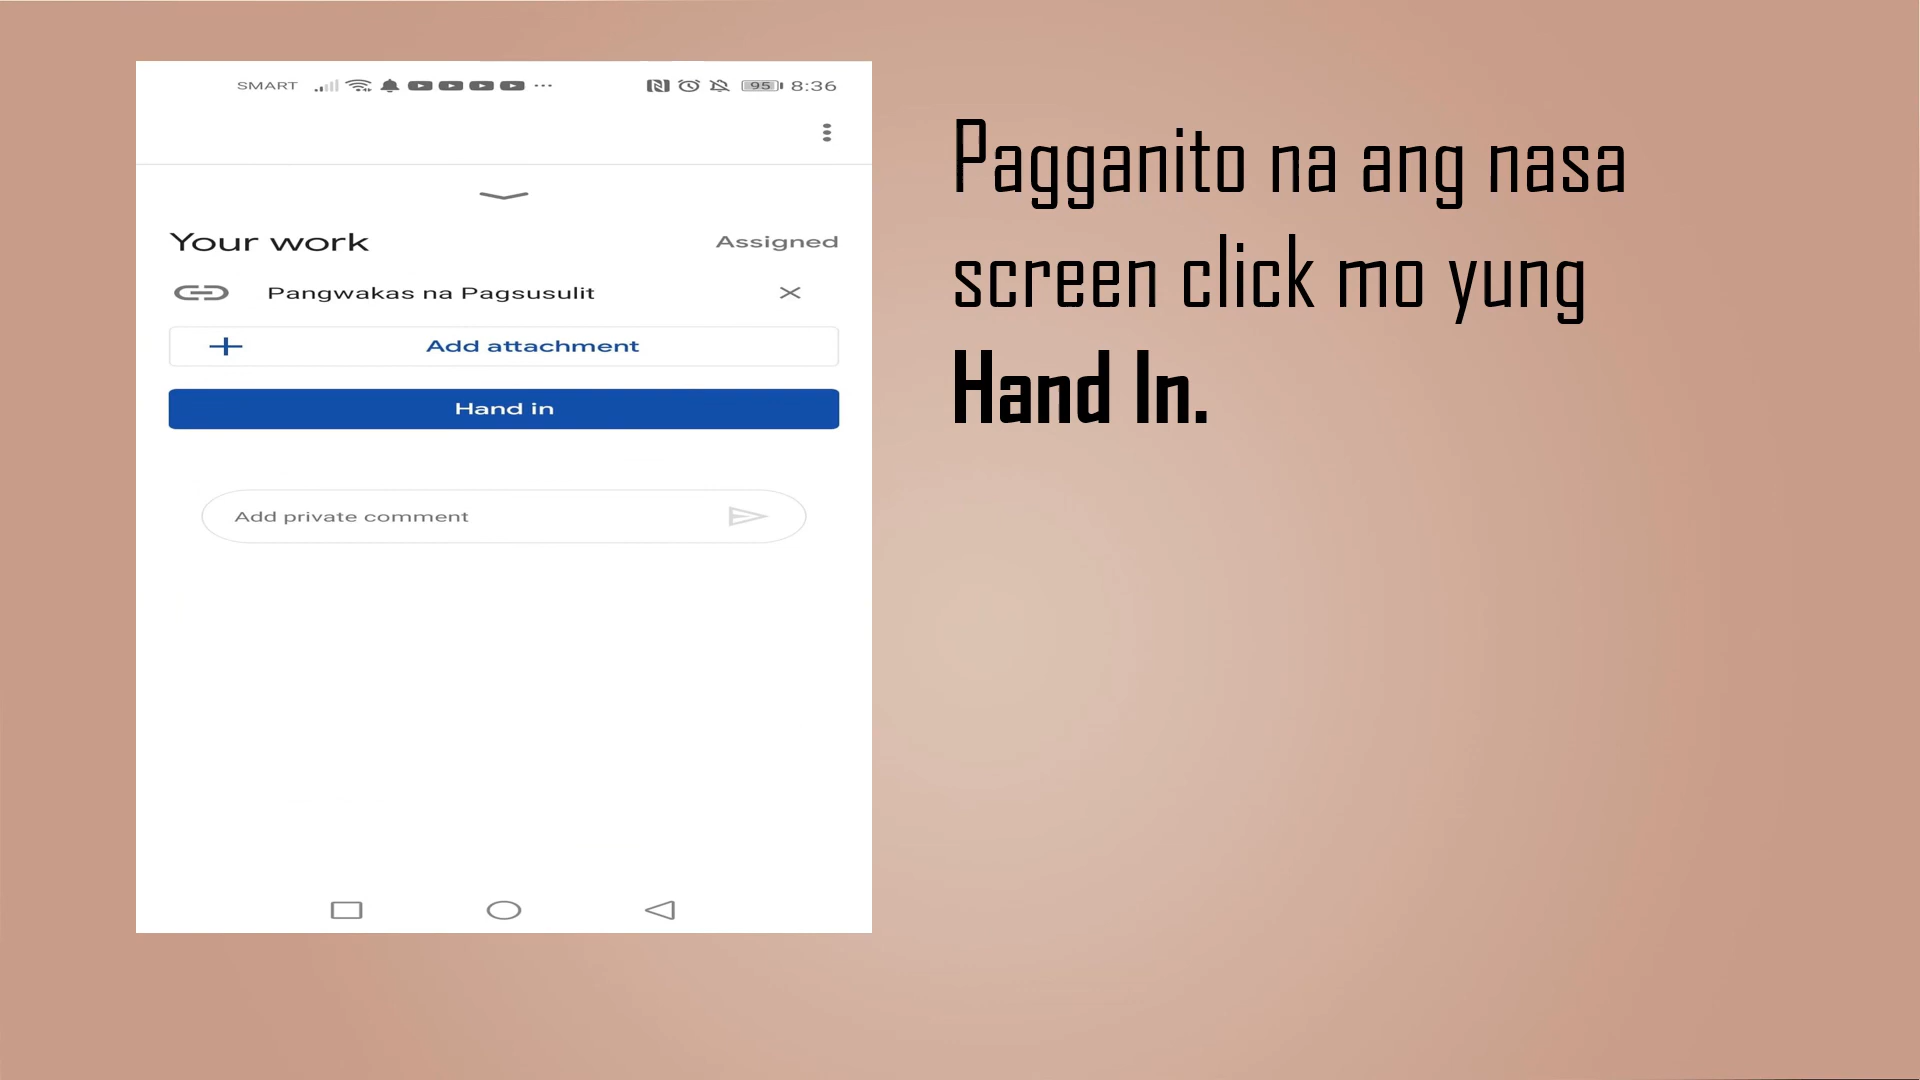 SMART 95 8:36
Your work Assigned
Pangwakas na Pagsusulit
Add attachment
Hand in
Add private comment
Pagganito na ang nasa
screen click mo yung
Hand In.